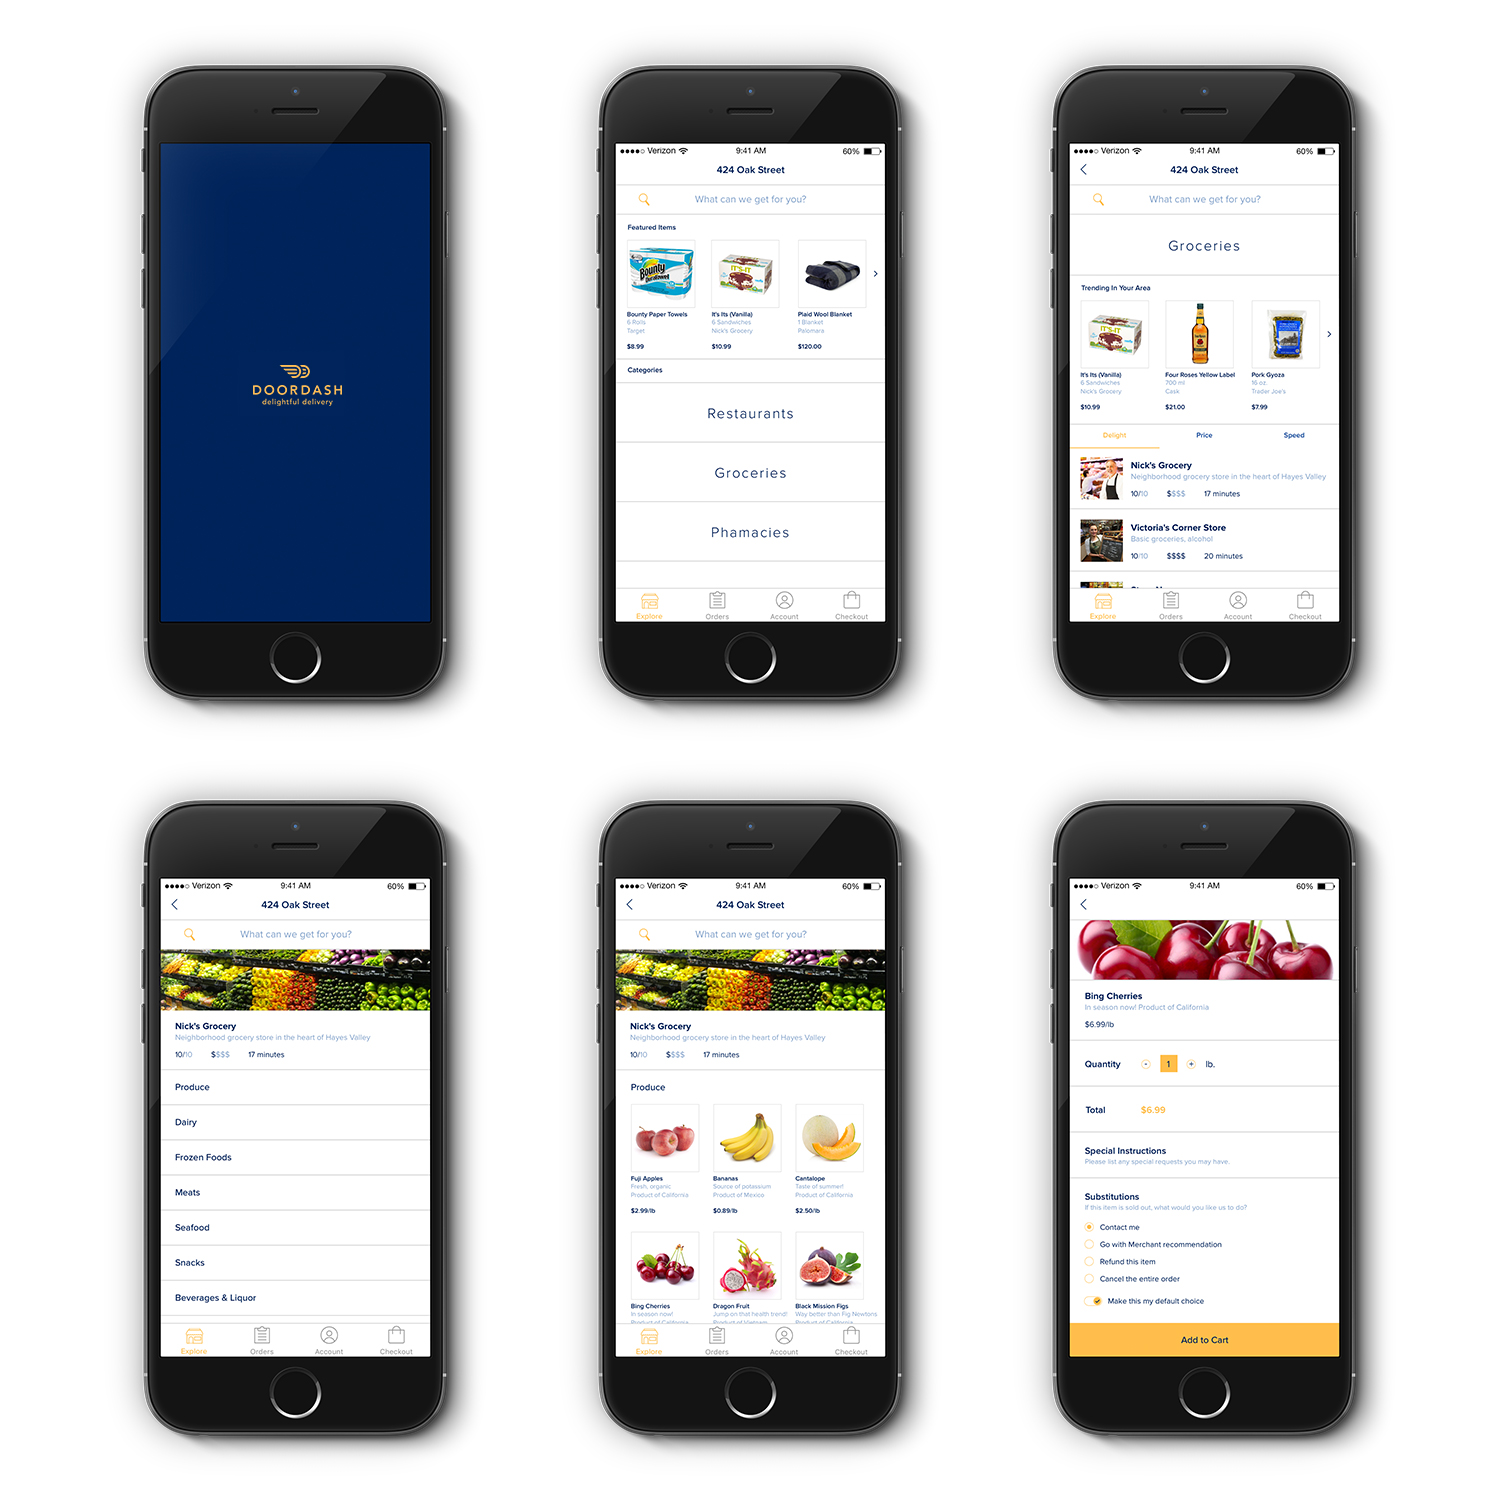 DOORDASH
delightful delivery
Verizon 9:41 AM 60%
424 Oak Street
What can we get for you?
Featured Items
Bounty
IT'S-IT
Bounty Paper Towels It's Its (Vanilla) Plaid Wool Blanket
6 Rolls 6 Sandwiches 1 Blanket
Target Nick's Grocery Pelomara
$8.99 $10.99 $120.00
Categories
Restaurants
Groceries
Phamacies
Explore Orders Account Checkout
Verizon 9:41 AM 60%
424 Oak Street
What can we get for you?
Groceries
Trending In Your Area
IT'S-IT
It's Its (Vanilla) Four Roses Yellow Label Pork Gyoza
6 Sandwiches 700 ml 16 oz.
Nick's Grocery Cask Trader Joe's
$10.99 $21.00 $7.99
Delight Price Speed
Nick's Grocery
Neighborhood grocery store in the heart of Hayes Valley
10/10 $$$$ 17 minutes
Victoria's Corner Store
Basic groceries, alcohol
10/10 $$$$ 20 minutes
Explore Orders Account Checkout
Verizon 9:41 AM 60%
424 Oak Street
What can we get for you?
Nick's Grocery
Neighborhood grocery store in the heart of Hayes Valley
10/10 $$$$ 17 minutes
Produce
Dairy
Frozen Foods
Meats
Seafood
Snacks
Beverages & Liquor
Explore Orders Account Checkout
Verizon 9:41 AM 60%
424 Oak Street
What can we get for you?
Nick's Grocery
Neighborhood grocery store in the heart of Hayes Valley
10/10 $$$$ 17 minutes
Produce
Fuji Apples Bananas Cantalope
Fresh, organic Source of potassium Taste of summer!
Product of California Product of Mexico Product of California
$2.99/lb $0.89/lb $2.50/lb
Bing Cherries Dragon Fruit Black Mission Figs
In season now! Jump on that health trend! Way better than Fig Newtons
Product of California Product of Vietnam Product of California
Explore Orders Account Checkout
Verizon 9:41 AM 60%
Bing Cherries
In season now! Product of California
$6.99/lb
Quantity - 1 + lb.
Total $6.99
Special Instructions
Please list any special requests you may have.
Substitutions
If this item is sold out, what would you like us to do?
Contact me
Go with Merchant recommendation
Refund this item
Cancel the entire order
Make this my default choice
Add to Cart